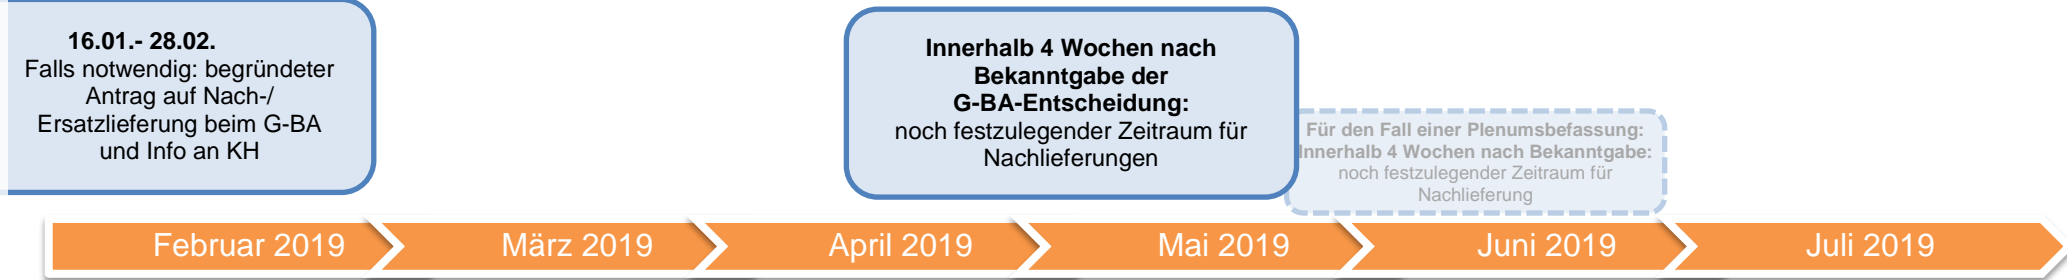 16.01.- 28.02.
Falls notwendig: begründeter
Antrag auf Nach-/
Ersatzlieferung beim G-BA
und Info an KH
Innerhalb 4 Wochen nach
Bekanntgabe der
G-BA-Entscheidung:
noch festzulegender Zeitraum für
Nachlieferungen
Für den Fall einer Plenumsbefassung:
Innerhalb 4 Wochen nach Bekanntgabe:
noch festzulegender Zeitraum für
Nachlieferung
Februar 2019
März 2019
April 2019
Mai 2019
Juni 2019
Juli 2019